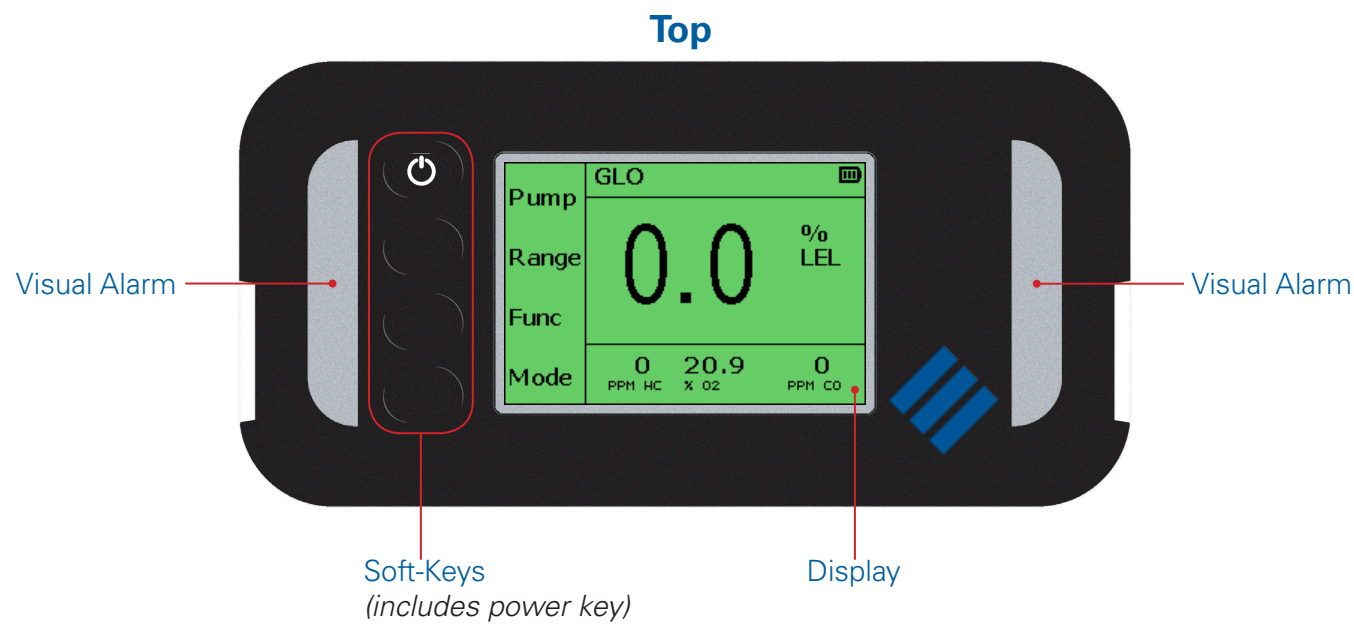 Top
GLO
Pump
% LEL
0.0
Range
Func
Mode
0 20.9 0
PPM HC % O2 PPM CO
Visual Alarm
Visual Alarm
Soft-Keys
(includes power key)
Display